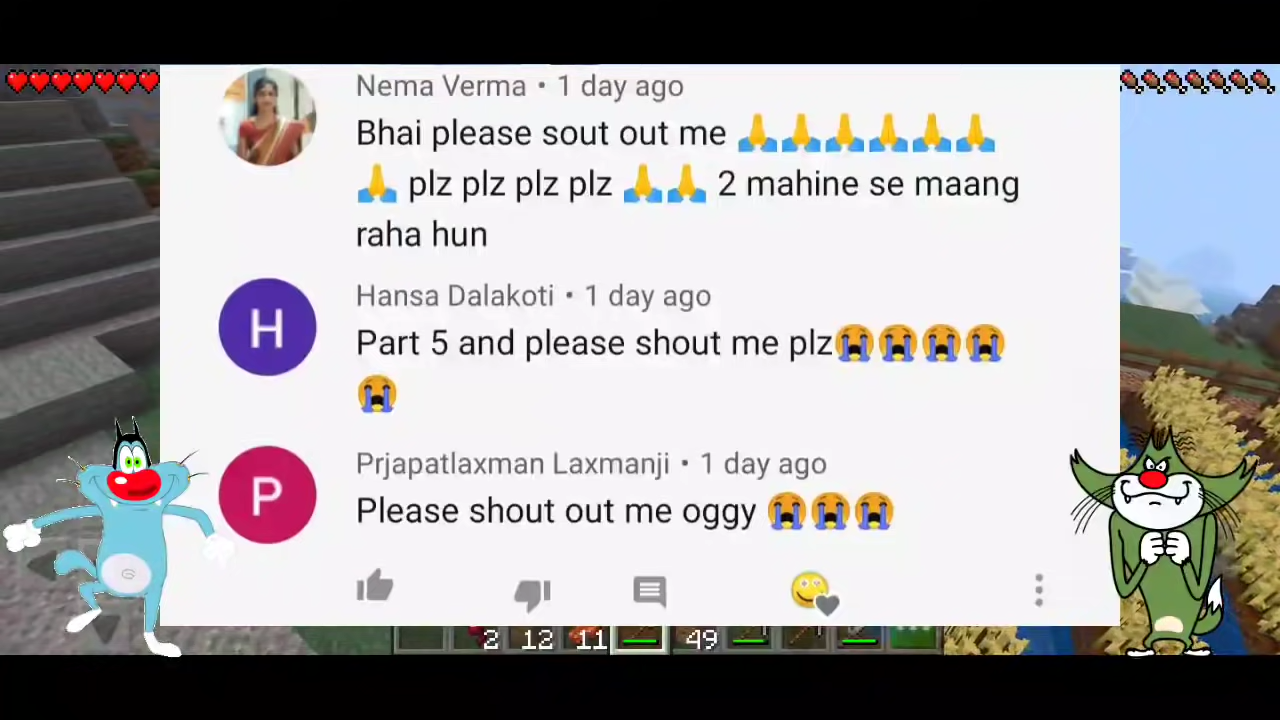 Nema Verma • 1 day ago
Bhai please sout out me 🙏🙏🙏🙏🙏🙏
🙏 plz plz plz plz 🙏🙏 2 mahine se maang
raha hun
H
Hansa Dalakoti • 1 day ago
Part 5 and please shout me plz😭😭😭😭
😭
P
Prjapatlaxman Laxmanji • 1 day ago
Please shout out me oggy 😭😭😭
2 12 11 49